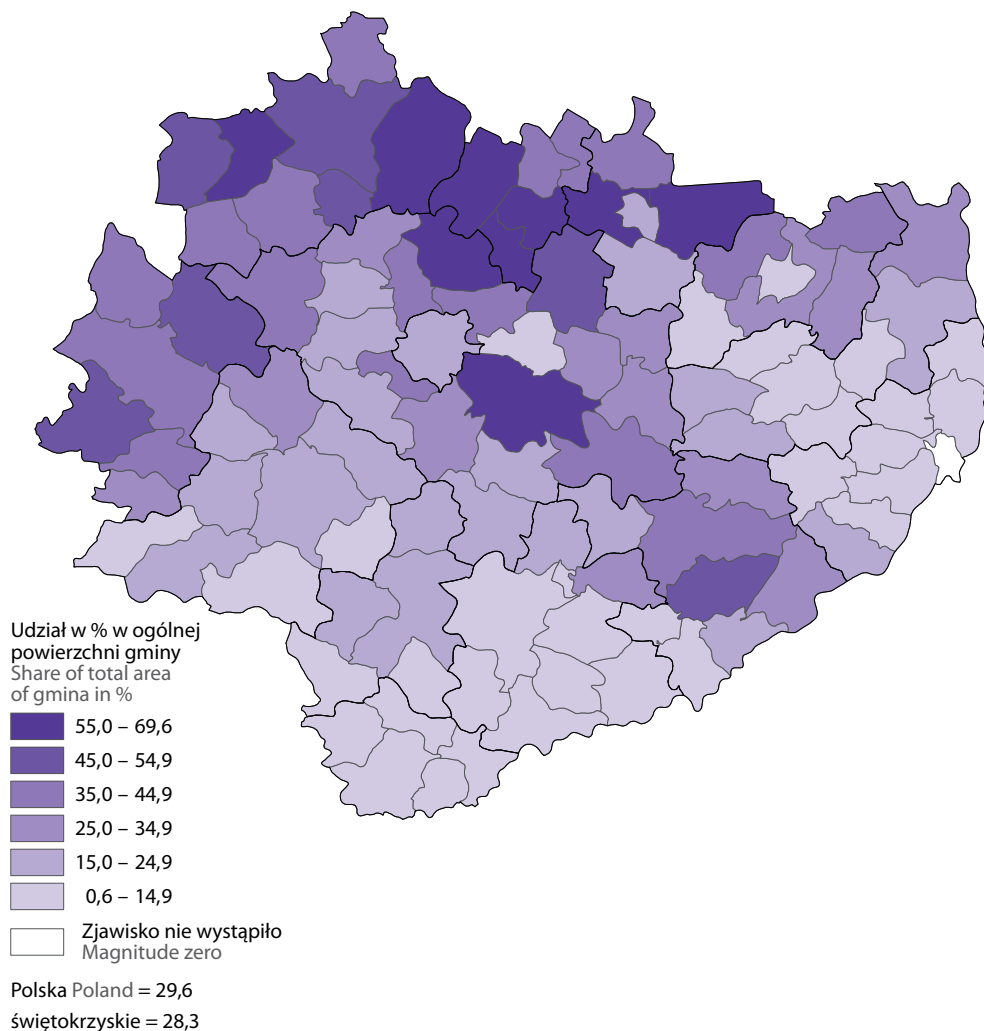 Udział w % w ogólnej
powierzchni gminy
Share of total area
of gmina in %
55,0 – 69,6
45,0 – 54,9
35,0 – 44,9
25,0 – 34,9
15,0 – 24,9
0,6 – 14,9
Zjawisko nie wystąpiło
Magnitude zero
Polska Poland = 29,6
świętokrzyskie = 28,3